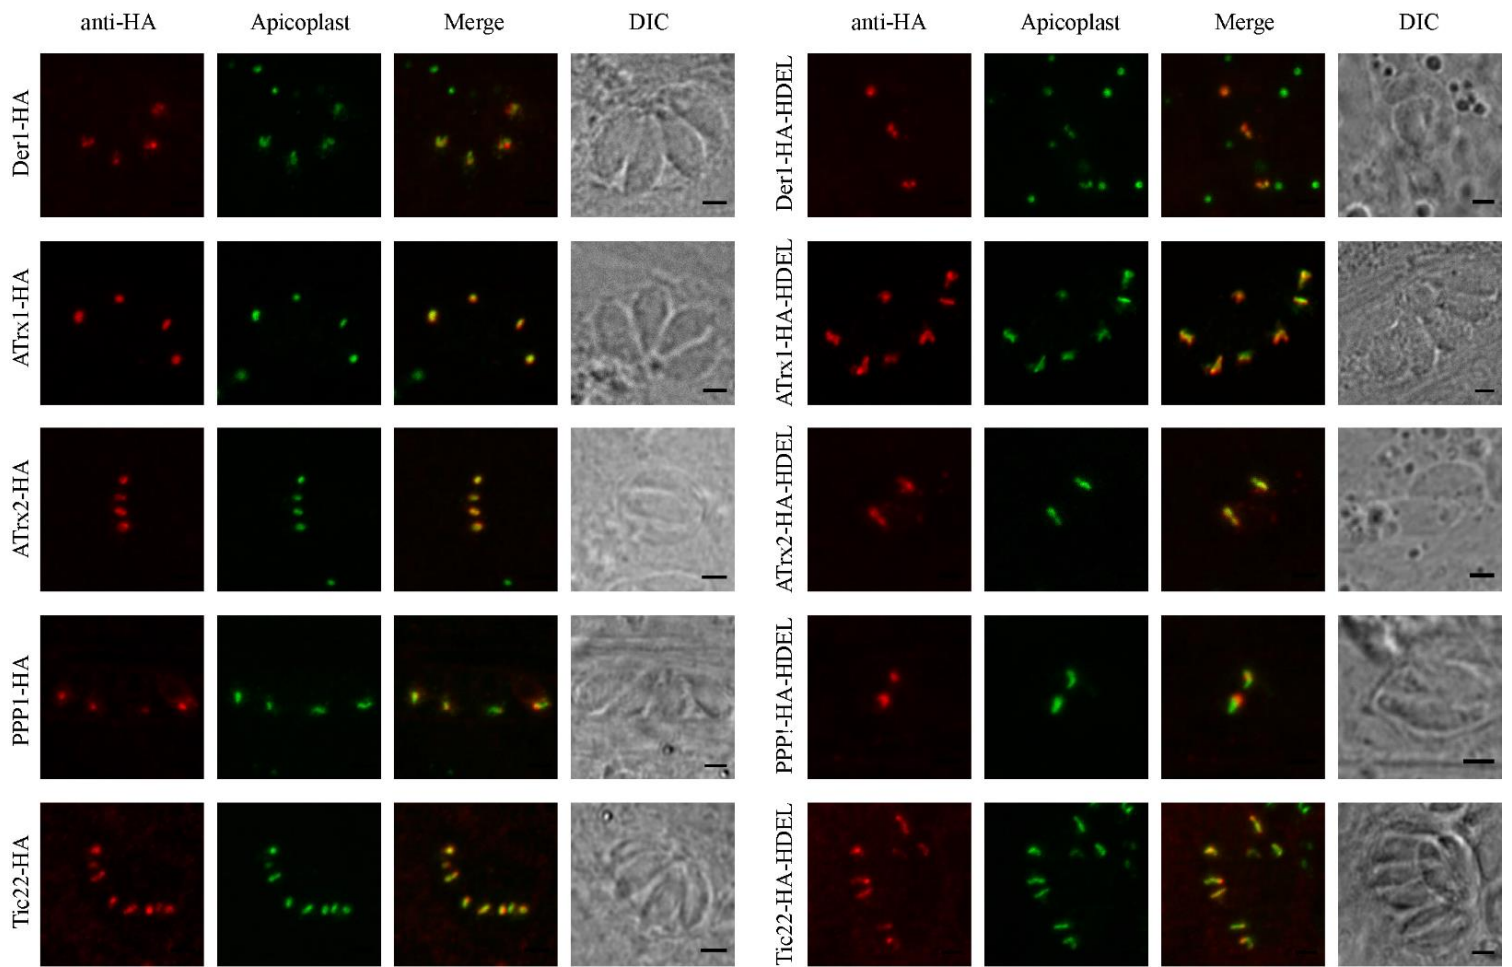 anti-HA Apicoplast Merge DIC anti-HA Apicoplast Merge DIC
Der1-HA Der1-HA-HDEL
ATrx1-HA ATrx1-HA-HDEL
ATrx2-HA ATrx2-HA-HDEL
PPP1-HA PPP!-HA-HDEL
Tic22-HA Tic22-HA-HDEL